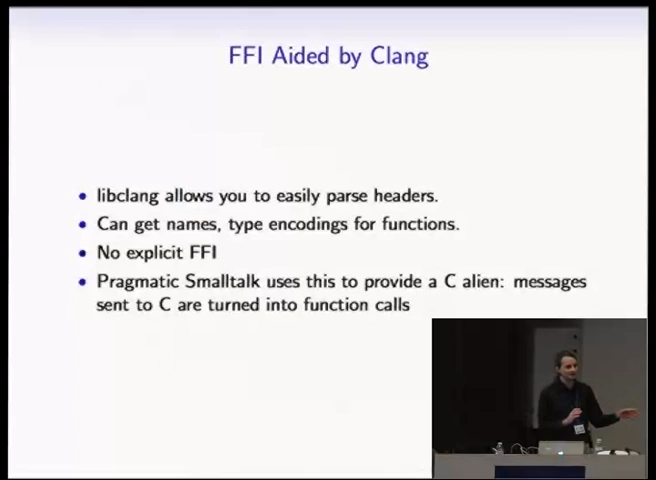 FFI Aided by Clang
• libclang allows you to easily parse headers.
• Can get names, type encodings for functions.
• No explicit FFI
• Pragmatic Smalltalk uses this to provide a C alien: messages
sent to C are turned into function calls